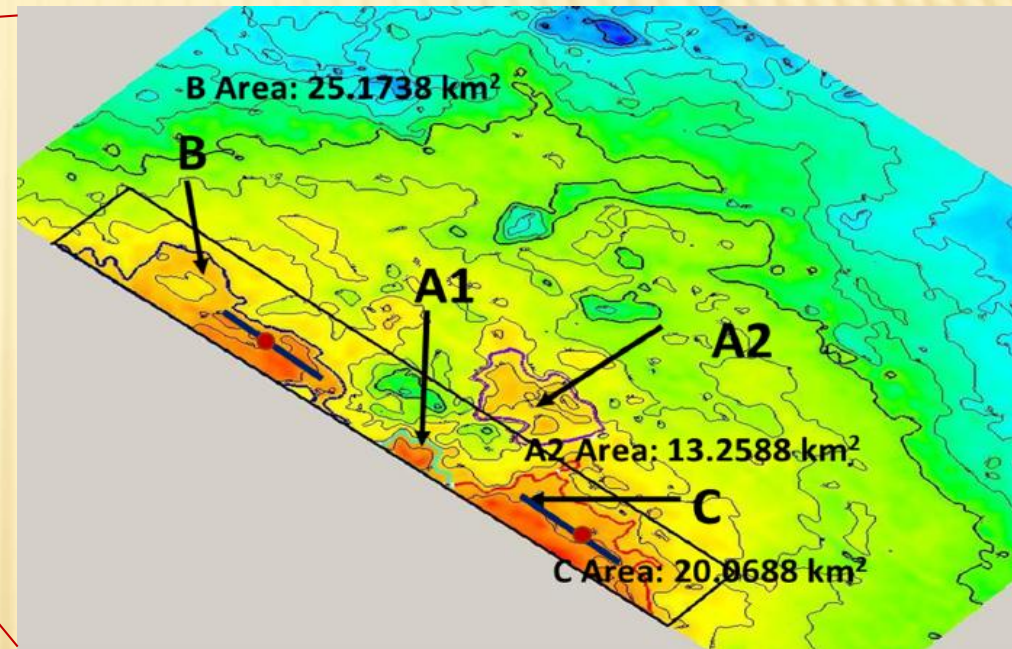 B Area: 25.1738 km²
B
A1
A2
A2 Area: 13.2588 km²
C
C Area: 20.0688 km²